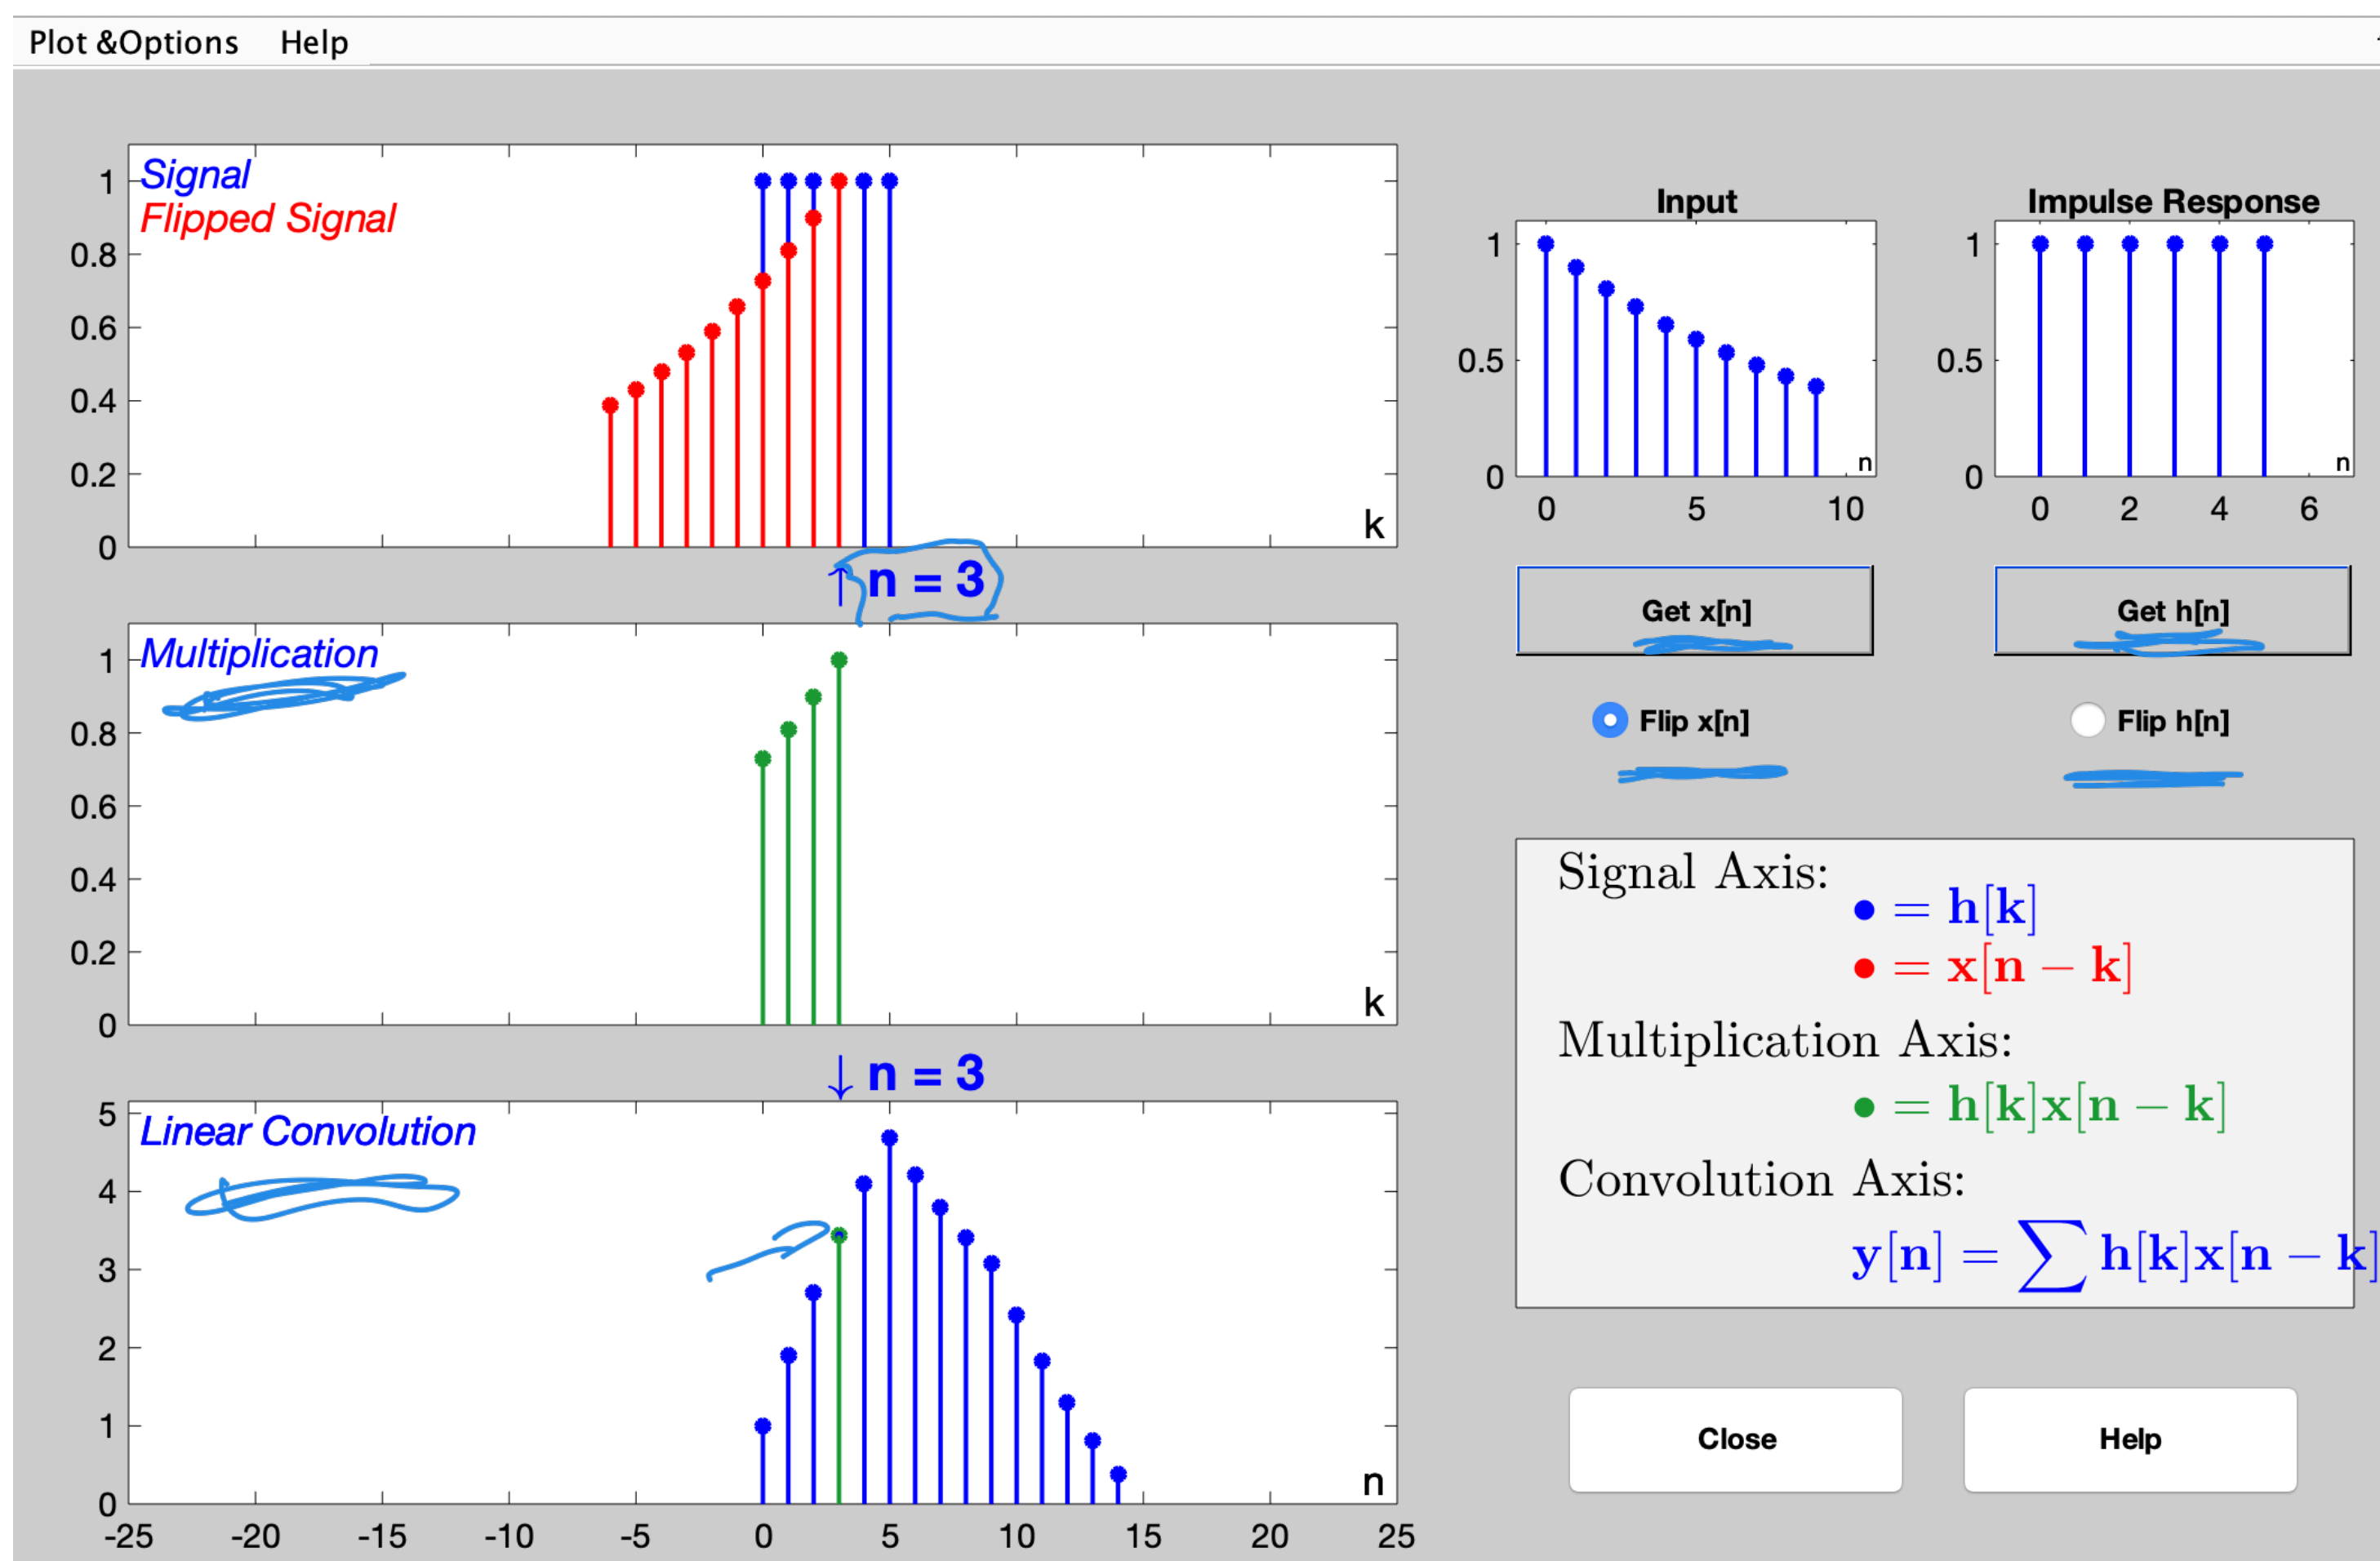 Plot &Options Help
Signal
Flipped Signal
1
0.8
0.6
0.4
0.2
0
k
↑ n = 3
Multiplication
1
0.8
0.6
0.4
0.2
0
k
↓ n = 3
Linear Convolution
5
4
3
2
1
0
n
-25 -20 -15 -10 -5 0 5 10 15 20 25
Input
1
0.5
0
n
0 5 10
Impulse Response
1
0.5
0
n
0 2 4 6
Get x[n] Get h[n]
Flip x[n] Flip h[n]
Signal Axis:
• = h[k]
• = x[n − k]
Multiplication Axis:
• = h[k]x[n − k]
Convolution Axis:
y[n] = ∑ h[k]x[n − k]
Close Help